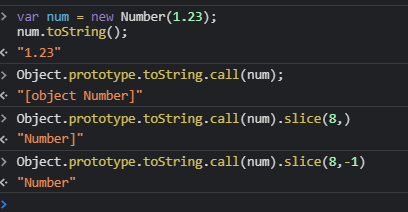 > var num = new Number(1.23);
num.toString();
<· "1.23"
> Object.prototype.toString.call(num);
<· "[object Number]"
> Object.prototype.toString.call(num).slice(8,)
<· "Number]"
> Object.prototype.toString.call(num).slice(8,-1)
<· "Number"
>